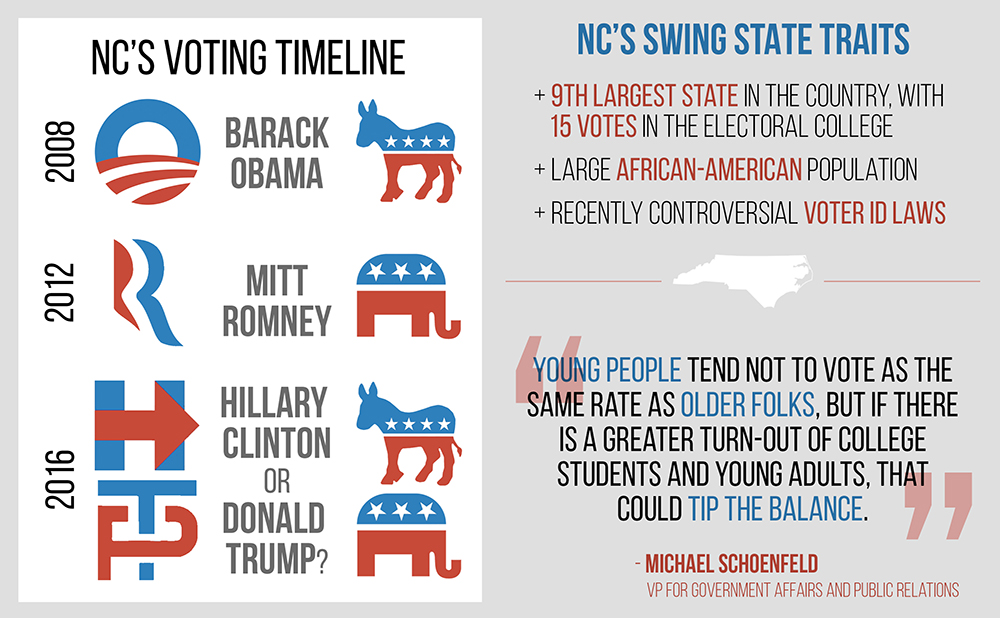 NC'S VOTING TIMELINE
2008
BARACK
OBAMA
2012
MITT
ROMNEY
2016
HILLARY
CLINTON
OR
DONALD
TRUMP?
NC'S SWING STATE TRAITS
+ 9TH LARGEST STATE IN THE COUNTRY, WITH
15 VOTES IN THE ELECTORAL COLLEGE
+ LARGE AFRICAN-AMERICAN POPULATION
+ RECENTLY CONTROVERSIAL VOTER ID LAWS
“YOUNG PEOPLE TEND NOT TO VOTE AS THE
SAME RATE AS OLDER FOLKS, BUT IF THERE
IS A GREATER TURN-OUT OF COLLEGE
STUDENTS AND YOUNG ADULTS, THAT
COULD TIP THE BALANCE.”
- MICHAEL SCHOENFELD
VP FOR GOVERNMENT AFFAIRS AND PUBLIC RELATIONS